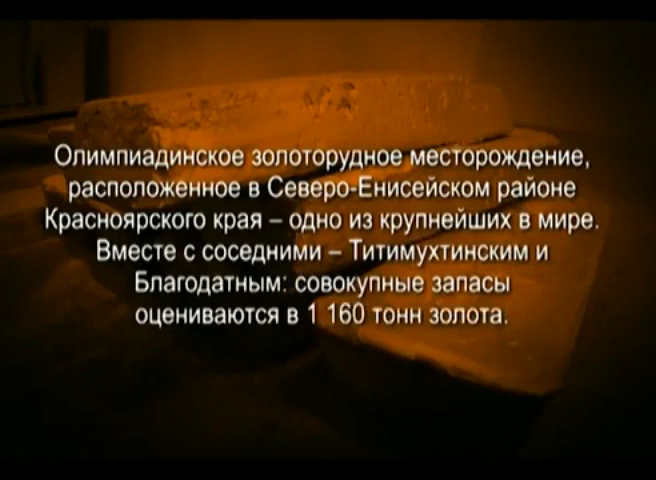 Олимпиадинское золоторудное месторождение,
расположенное в Северо-Енисейском районе
Красноярского края – одно из крупнейших в мире.
Вместе с соседними – Титимухтинским и
Благодатным: совокупные запасы
оцениваются в 1 160 тонн золота.